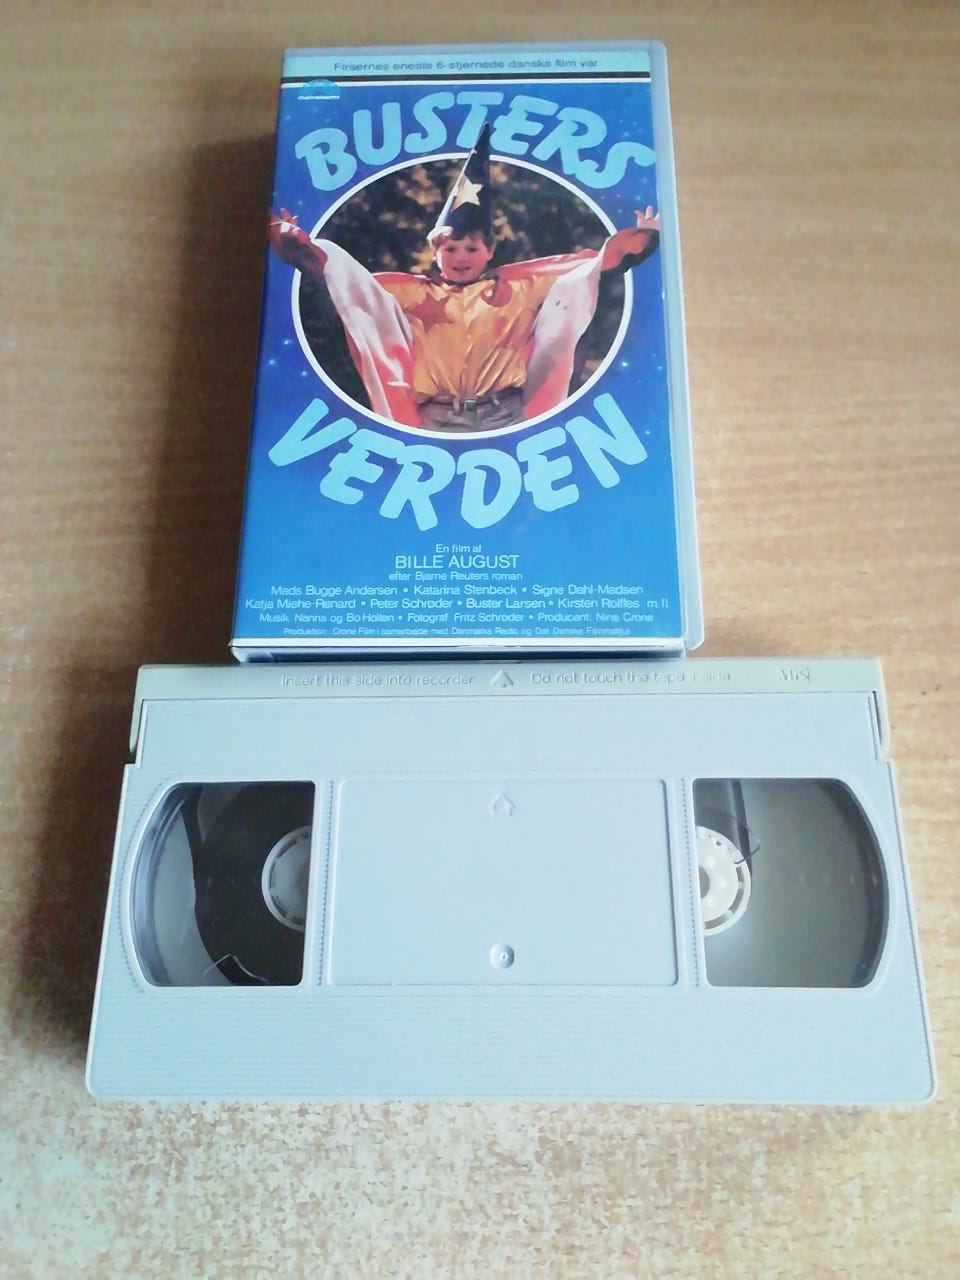 Firsernes eneste 6-stjernede danske film var
metronome
BUSTERS
VERDEN
En film af
BILLE AUGUST
efter Bjarne Reuters roman
Mads Bugge Andersen • Katarina Stenbeck • Signe Dahl-Madsen
Katja Miehe-Renard • Peter Schrøder • Buster Larsen • Kirsten Rolffes m.fl.
Musik Nanna og Bo Holten • Fotograf Fritz Schrøder • Producent Nina Crone
Produktion: Crone Film i samarbejde med Danmarks Radio og Det Danske Filminstitut
Insert this side into recorder Do not touch the tape inside VHS